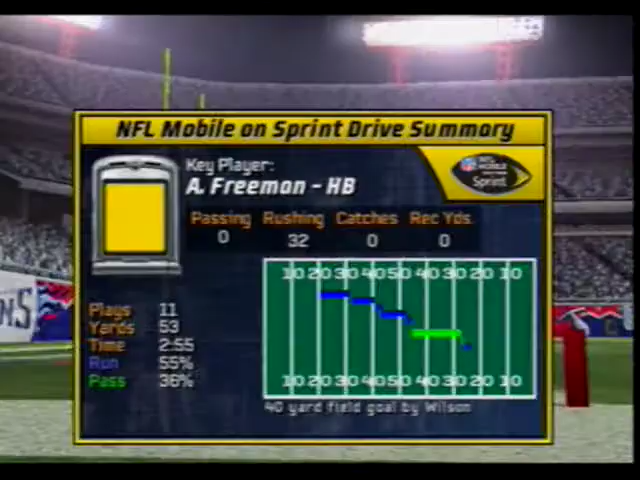 NFL Mobile on Sprint Drive Summary
Key Player:
A. Freeman - HB
NFL MOBILE
Sprint
Passing Rushing Catches Rec Yds.
0 32 0 0
10 20 30 40 50 40 30 20 10
Plays 11
Yards 53
Time 2:55
Run 55%
Pass 36%
10 20 30 40 50 40 30 20 10
40 yard field goal by Wilson
NS